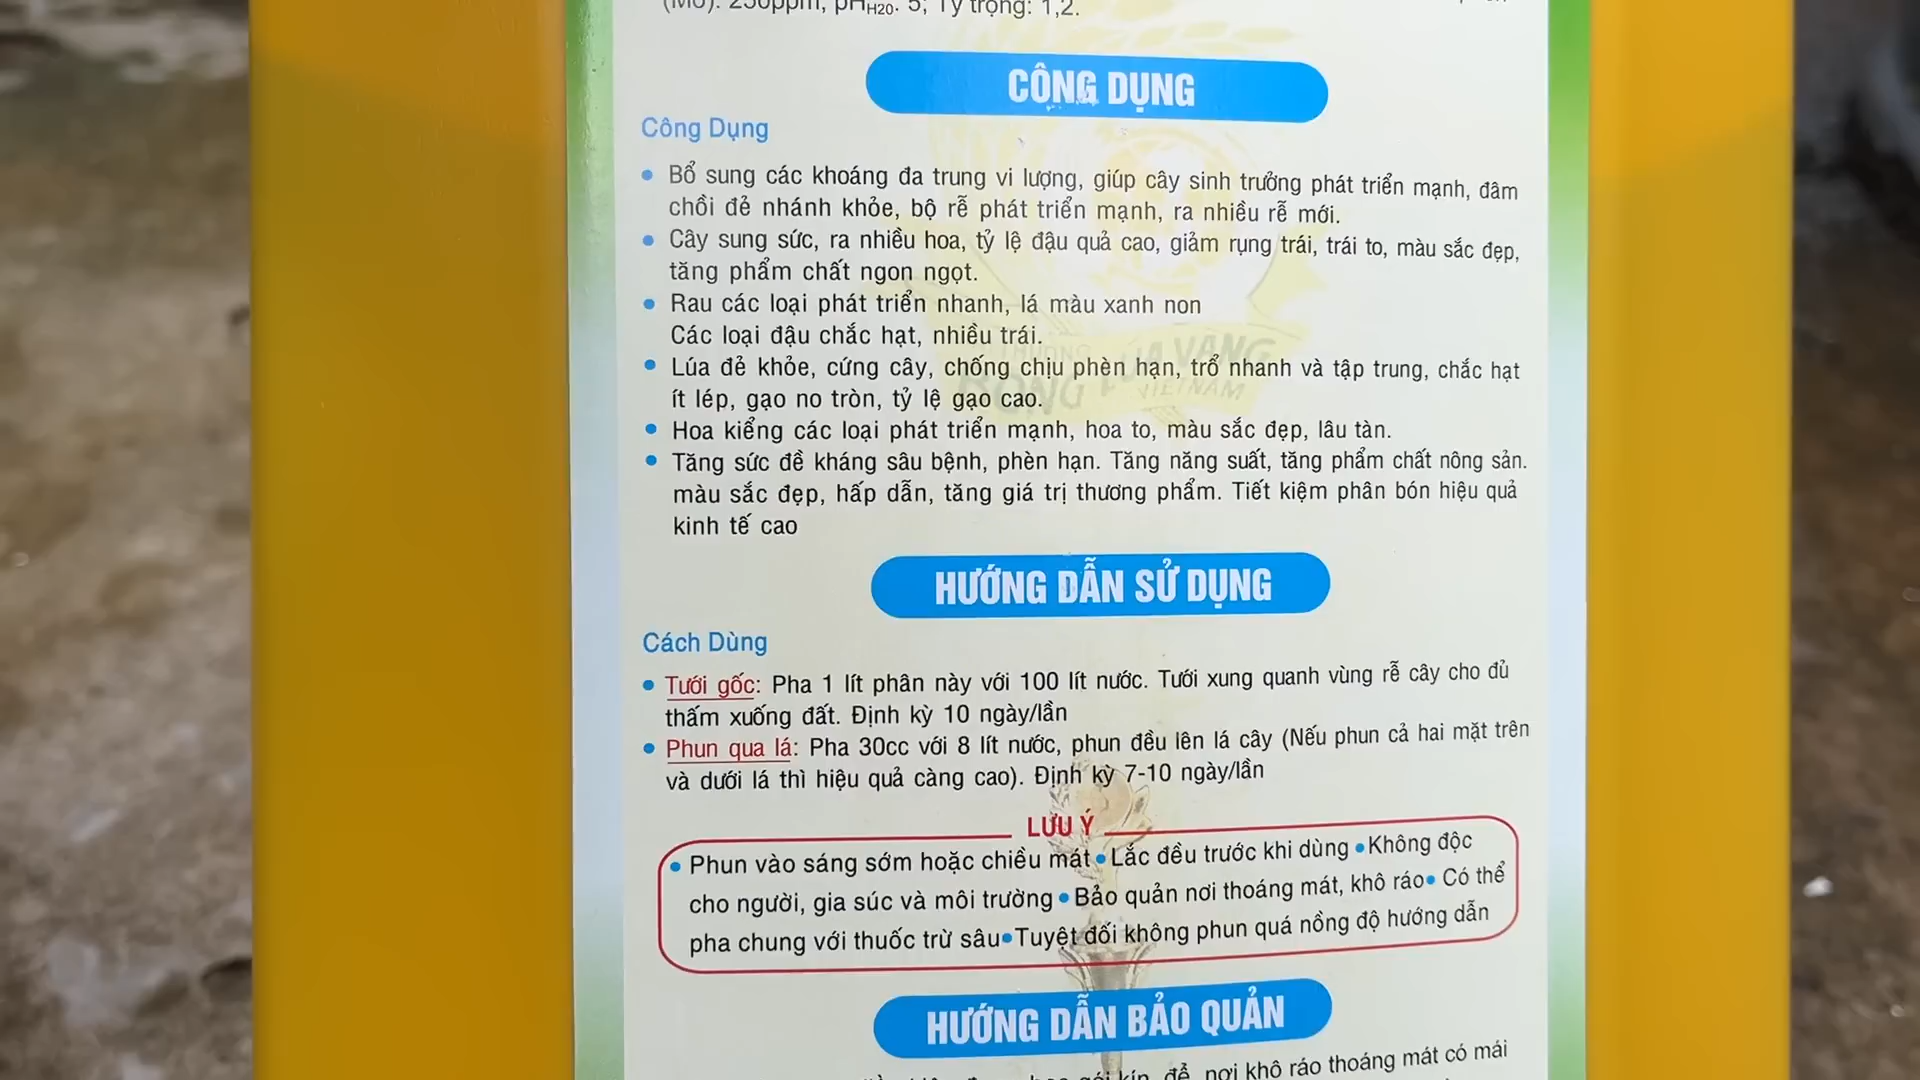 (Mo): 250ppm, pHH20: 5; Tỷ trọng: 1,2.
CÔNG DỤNG
Công Dụng
• Bổ sung các khoáng đa trung vi lượng, giúp cây sinh trưởng phát triển mạnh, đâm
chồi đẻ nhánh khỏe, bộ rễ phát triển mạnh, ra nhiều rễ mới.
• Cây sung sức, ra nhiều hoa, tỷ lệ đậu quả cao, giảm rụng trái, trái to, màu sắc đẹp,
tăng phẩm chất ngon ngọt.
• Rau các loại phát triển nhanh, lá màu xanh non
Các loại đậu chắc hạt, nhiều trái.
• Lúa đẻ khỏe, cứng cây, chống chịu phèn hạn, trổ nhanh và tập trung, chắc hạt
ít lép, gạo no tròn, tỷ lệ gạo cao.
• Hoa kiểng các loại phát triển mạnh, hoa to, màu sắc đẹp, lâu tàn.
• Tăng sức đề kháng sâu bệnh, phèn hạn. Tăng năng suất, tăng phẩm chất nông sản.
màu sắc đẹp, hấp dẫn, tăng giá trị thương phẩm. Tiết kiệm phân bón hiệu quả
kinh tế cao
HƯỚNG DẪN SỬ DỤNG
Cách Dùng
• Tưới gốc: Pha 1 lít phân này với 100 lít nước. Tưới xung quanh vùng rễ cây cho đủ
thấm xuống đất. Định kỳ 10 ngày/lần
• Phun qua lá: Pha 30cc với 8 lít nước, phun đều lên lá cây (Nếu phun cả hai mặt trên
và dưới lá thì hiệu quả càng cao). Định kỳ 7-10 ngày/lần
LƯU Ý
• Phun vào sáng sớm hoặc chiều mát • Lắc đều trước khi dùng • Không độc
cho người, gia súc và môi trường • Bảo quản nơi thoáng mát, khô ráo • Có thể
pha chung với thuốc trừ sâu • Tuyệt đối không phun quá nồng độ hướng dẫn
HƯỚNG DẪN BẢO QUẢN
kín, để nơi khô ráo thoáng mát có mái